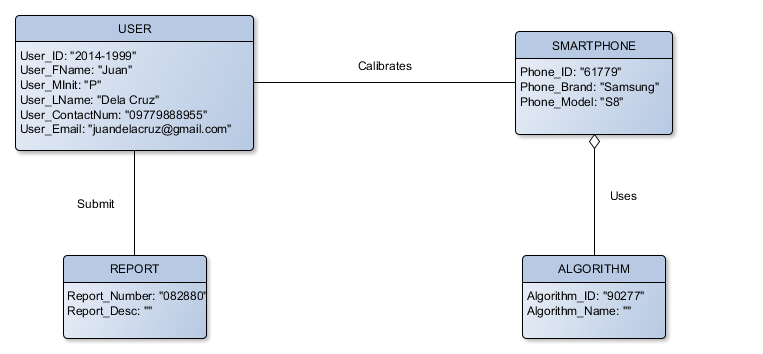 USER
User_ID: "2014-1999"
User_FName: "Juan"
User_MInit: "P"
User_LName: "Dela Cruz"
User_ContactNum: "09779888955"
User_Email: "juandelacruz@gmail.com"
Calibrates
SMARTPHONE
Phone_ID: "61779"
Phone_Brand: "Samsung"
Phone_Model: "S8"
Submit
Uses
REPORT
Report_Number: "082880"
Report_Desc: ""
ALGORITHM
Algorithm_ID: "90277"
Algorithm_Name: ""